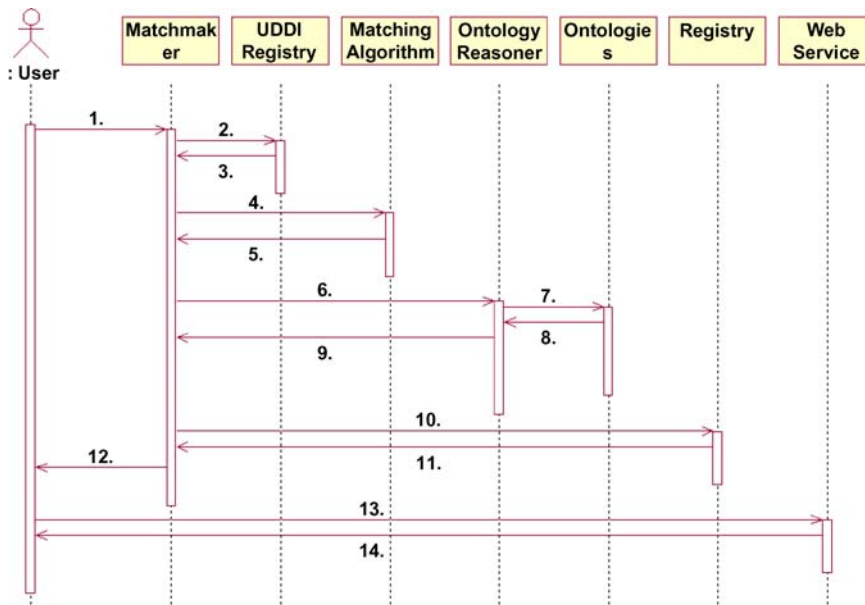 : User
Matchmak
er
UDDI
Registry
Matching
Algorithm
Ontology
Reasoner
Ontologie
s
Registry
Web
Service
1.
2.
3.
4.
5.
6.
7.
8.
9.
10.
11.
12.
13.
14.